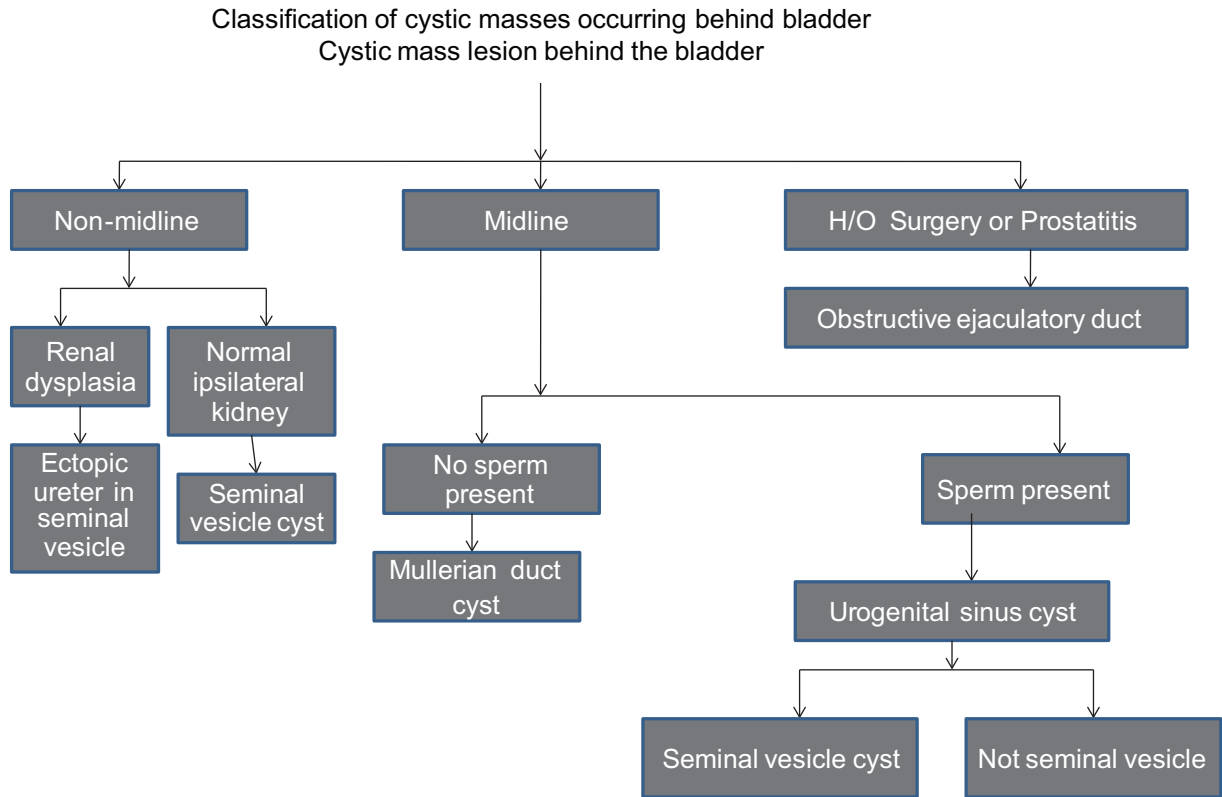 Classification of cystic masses occurring behind bladder
Cystic mass lesion behind the bladder
Non-midline
Midline
H/O Surgery or Prostatitis
Obstructive ejaculatory duct
Renal
dysplasia
Normal
ipsilateral
kidney
Ectopic
ureter in
seminal
vesicle
Seminal
vesicle cyst
No sperm
present
Sperm present
Mullerian duct
cyst
Urogenital sinus cyst
Seminal vesicle cyst
Not seminal vesicle